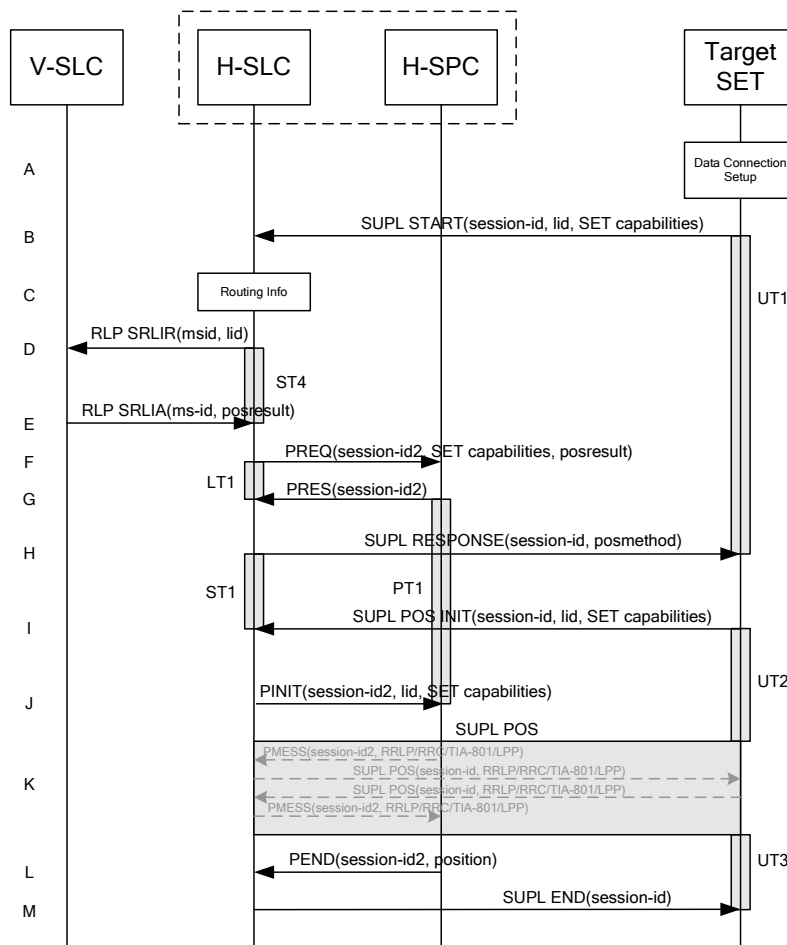 V-SLC
H-SLC
H-SPC
Target
SET
A
Data Connection
Setup
B
SUPL START(session-id, lid, SET capabilities)
C
Routing Info
UT1
D
RLP SRLIR(msid, lid)
ST4
E
RLP SRLIA(ms-id, posresult)
F
PREQ(session-id2, SET capabilities, posresult)
LT1
G
PRES(session-id2)
H
SUPL RESPONSE(session-id, posmethod)
ST1
PT1
I
SUPL POS INIT(session-id, lid, SET capabilities)
UT2
J
PINIT(session-id2, lid, SET capabilities)
SUPL POS
PMESS(session-id2, RRLP/RRC/TIA-801/LPP)
SUPL POS(session-id, RRLP/RRC/TIA-801/LPP)
K
SUPL POS(session-id, RRLP/RRC/TIA-801/LPP)
PMESS(session-id2, RRLP/RRC/TIA-801/LPP)
L
PEND(session-id2, position)
UT3
M
SUPL END(session-id)